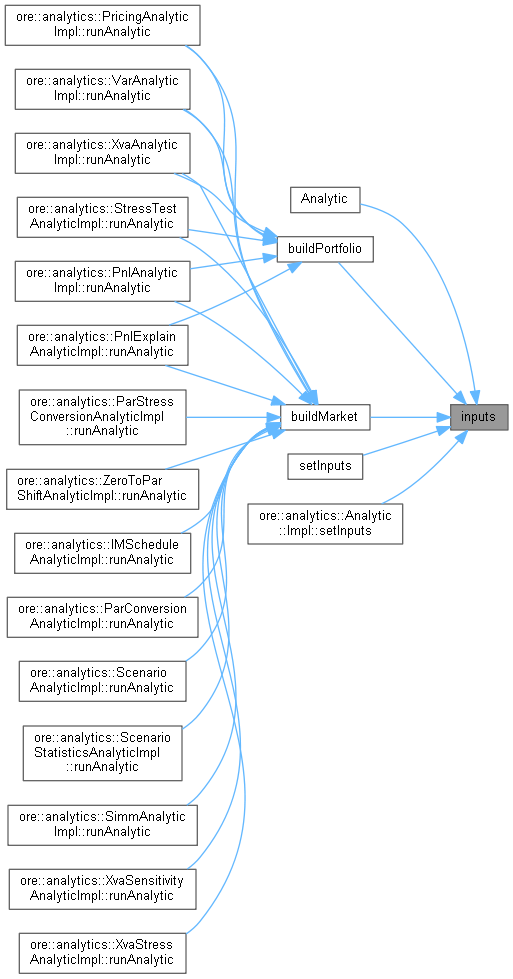 ore::analytics::PricingAnalytic
Impl::runAnalytic
ore::analytics::VarAnalytic
Impl::runAnalytic
ore::analytics::XvaAnalytic
Impl::runAnalytic
ore::analytics::StressTest
AnalyticImpl::runAnalytic
ore::analytics::PnlAnalytic
Impl::runAnalytic
ore::analytics::PnlExplain
AnalyticImpl::runAnalytic
ore::analytics::ParStress
ConversionAnalyticImpl
::runAnalytic
ore::analytics::ZeroToPar
ShiftAnalyticImpl::runAnalytic
ore::analytics::IMSchedule
AnalyticImpl::runAnalytic
ore::analytics::ParConversion
AnalyticImpl::runAnalytic
ore::analytics::Scenario
AnalyticImpl::runAnalytic
ore::analytics::Scenario
StatisticsAnalyticImpl
::runAnalytic
ore::analytics::SimmAnalytic
Impl::runAnalytic
ore::analytics::XvaSensitivity
AnalyticImpl::runAnalytic
ore::analytics::XvaStress
AnalyticImpl::runAnalytic
Analytic
buildPortfolio
buildMarket
setInputs
ore::analytics::Analytic
::Impl::setInputs
inputs